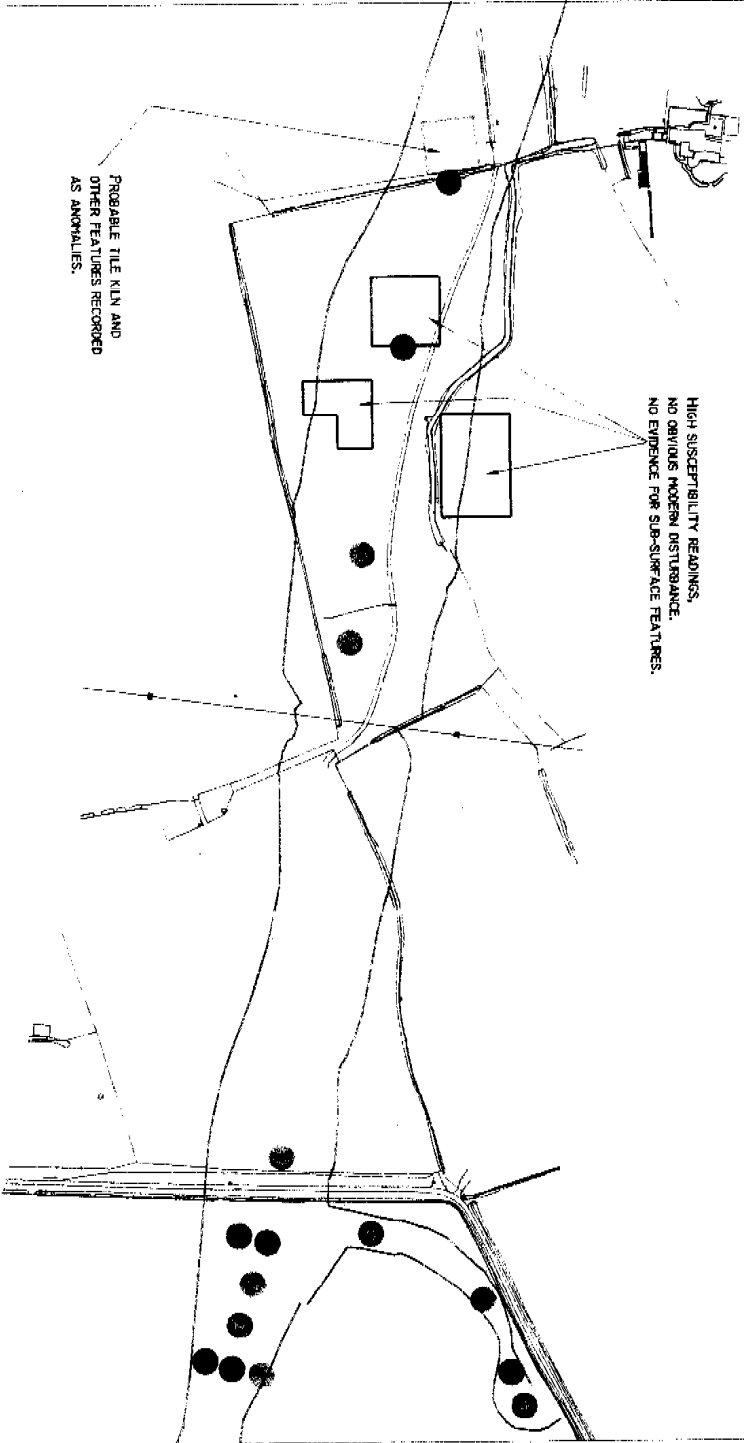 HIGH SUSCEPTIBILITY READINGS,
NO OBVIOUS MODERN DISTURBANCE.
NO EVIDENCE FOR SUB-SURFACE FEATURES.
PROBABLE TILE KILN AND
OTHER FEATURES RECORDED
AS ANOMALIES.